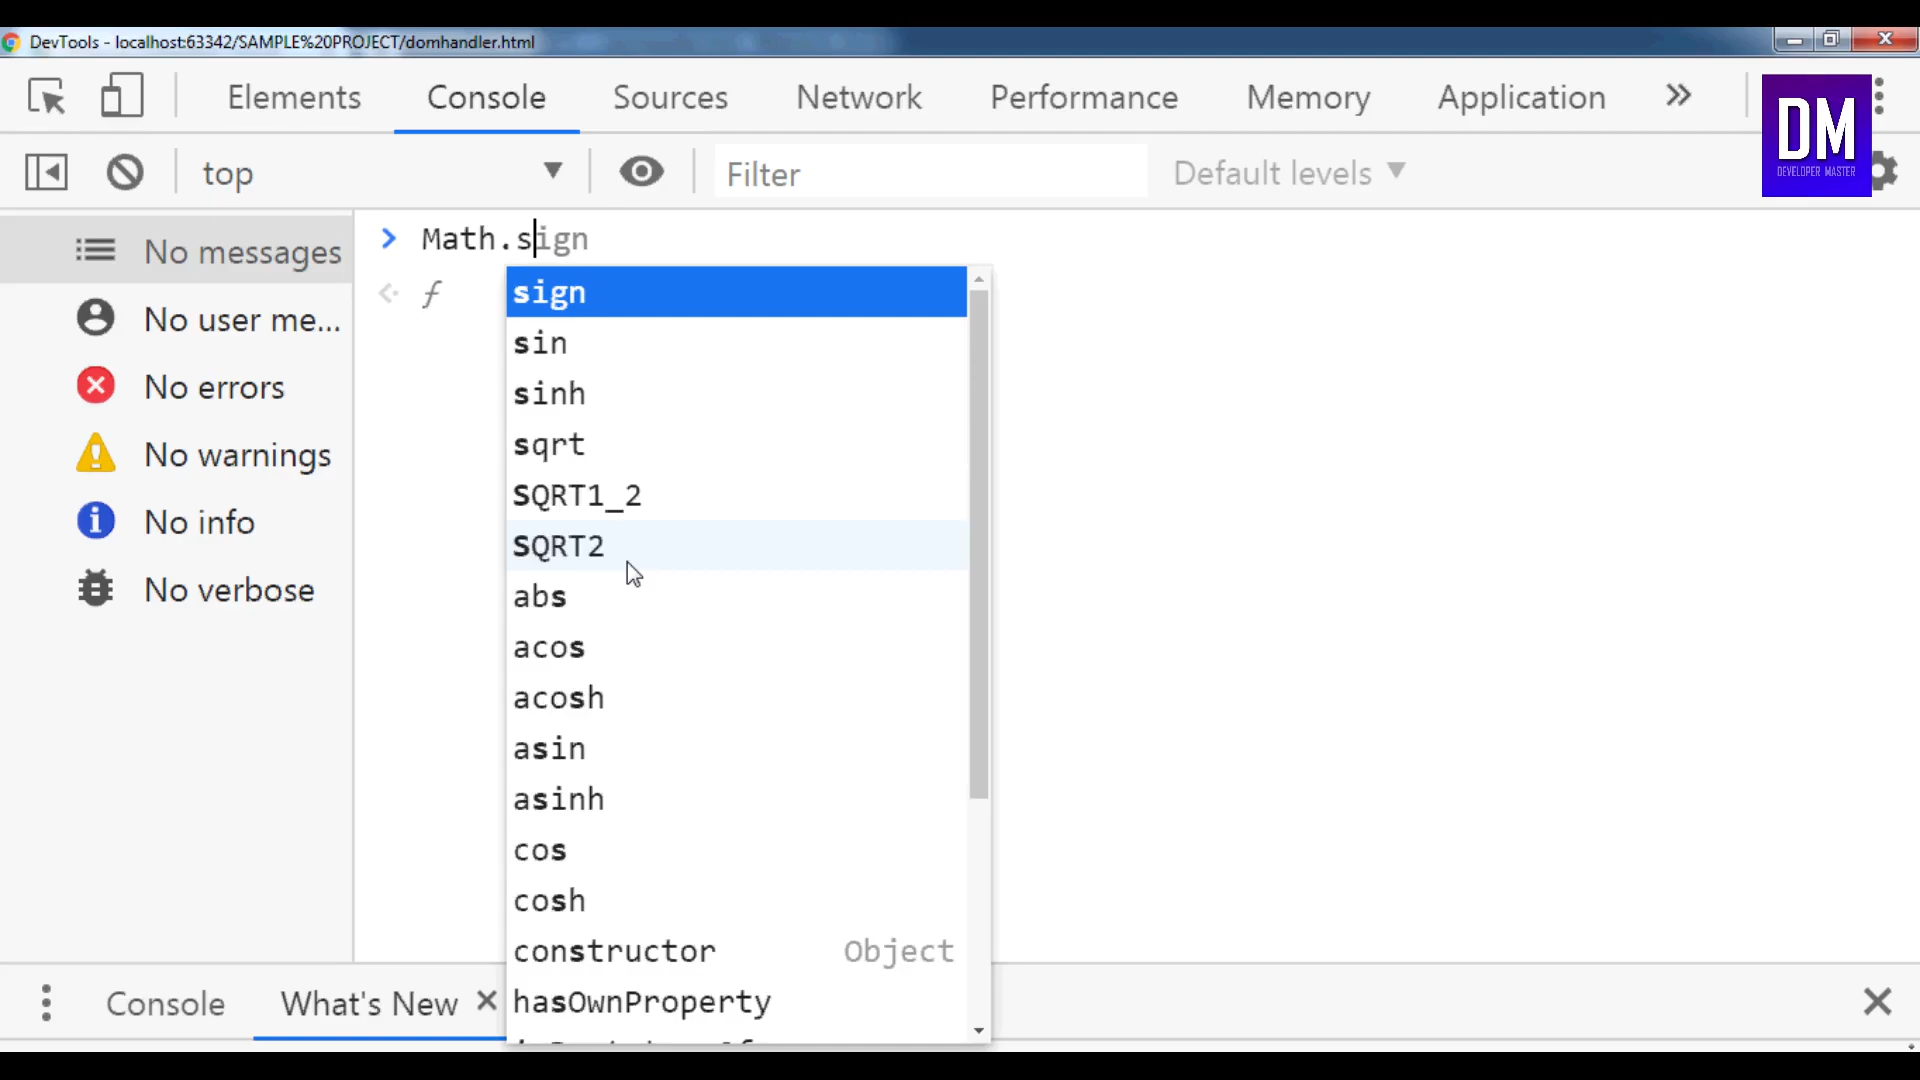 DevTools - localhost:63342/SAMPLE%20PROJECT/domhandler.html
Elements Console Sources Network Performance Memory Application »
DM
DEVELOPER MASTER
top Filter Default levels
No messages
No user me...
No errors
No warnings
No info
No verbose
> Math.sign
f
sign
sin
sinh
sqrt
SQRT1_2
SQRT2
abs
acos
acosh
asin
asinh
cos
cosh
constructor Object
hasOwnProperty
Console What's New